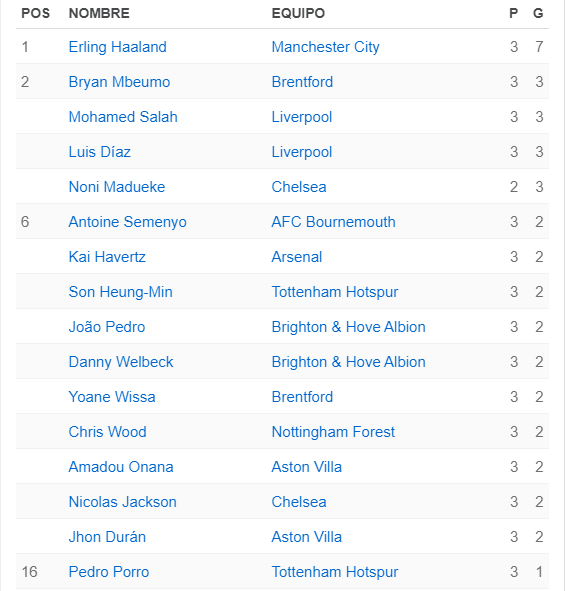 POS NOMBRE EQUIPO P G
1 Erling Haaland Manchester City 3 7
2 Bryan Mbeumo Brentford 3 3
Mohamed Salah Liverpool 3 3
Luis Díaz Liverpool 3 3
Noni Madueke Chelsea 2 3
6 Antoine Semenyo AFC Bournemouth 3 2
Kai Havertz Arsenal 3 2
Son Heung-Min Tottenham Hotspur 3 2
João Pedro Brighton & Hove Albion 3 2
Danny Welbeck Brighton & Hove Albion 3 2
Yoane Wissa Brentford 3 2
Chris Wood Nottingham Forest 3 2
Amadou Onana Aston Villa 3 2
Nicolas Jackson Chelsea 3 2
Jhon Durán Aston Villa 3 2
16 Pedro Porro Tottenham Hotspur 3 1